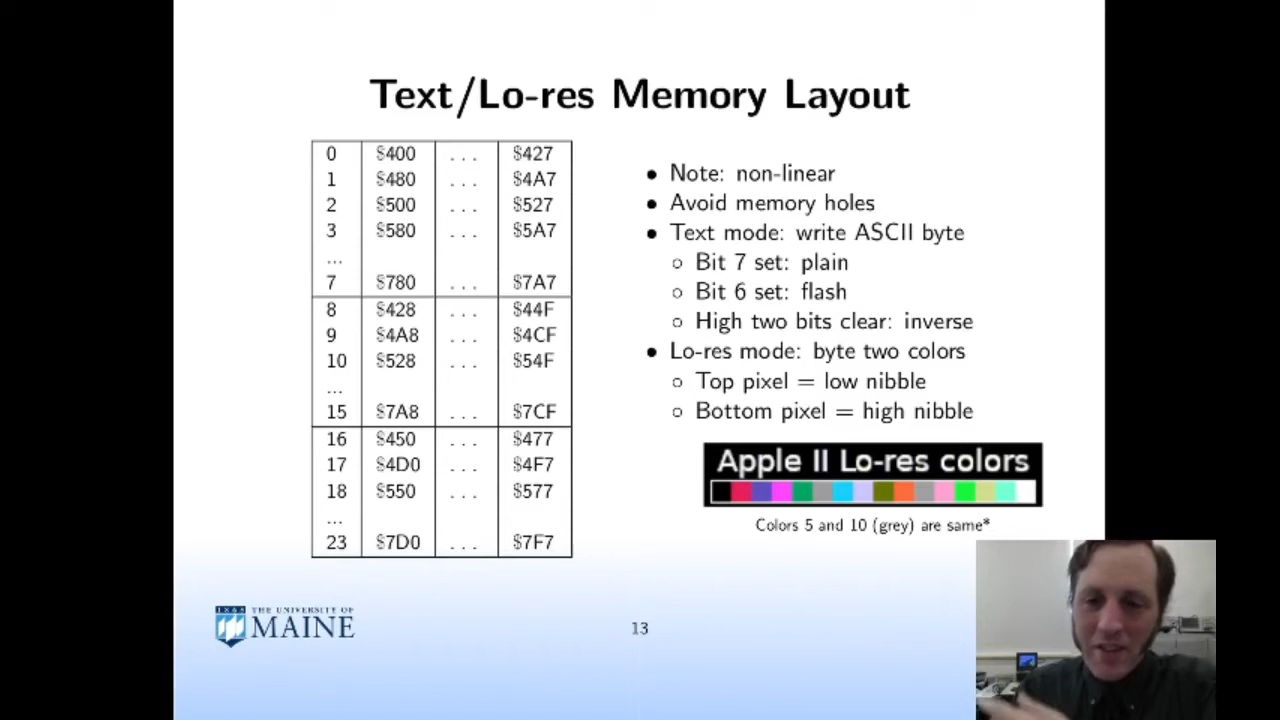 Text/Lo-res Memory Layout
0 $400 ... $427
1 $480 ... $4A7
2 $500 ... $527
3 $580 ... $5A7
...
7 $780 ... $7A7
8 $428 ... $44F
9 $4A8 ... $4CF
10 $528 ... $54F
...
15 $7A8 ... $7CF
16 $450 ... $477
17 $4D0 ... $4F7
18 $550 ... $577
...
23 $7D0 ... $7F7
• Note: non-linear
• Avoid memory holes
• Text mode: write ASCII byte
○ Bit 7 set: plain
○ Bit 6 set: flash
○ High two bits clear: inverse
• Lo-res mode: byte two colors
○ Top pixel = low nibble
○ Bottom pixel = high nibble
Apple II Lo-res colors
Colors 5 and 10 (grey) are same*
1865
THE UNIVERSITY OF
MAINE
13